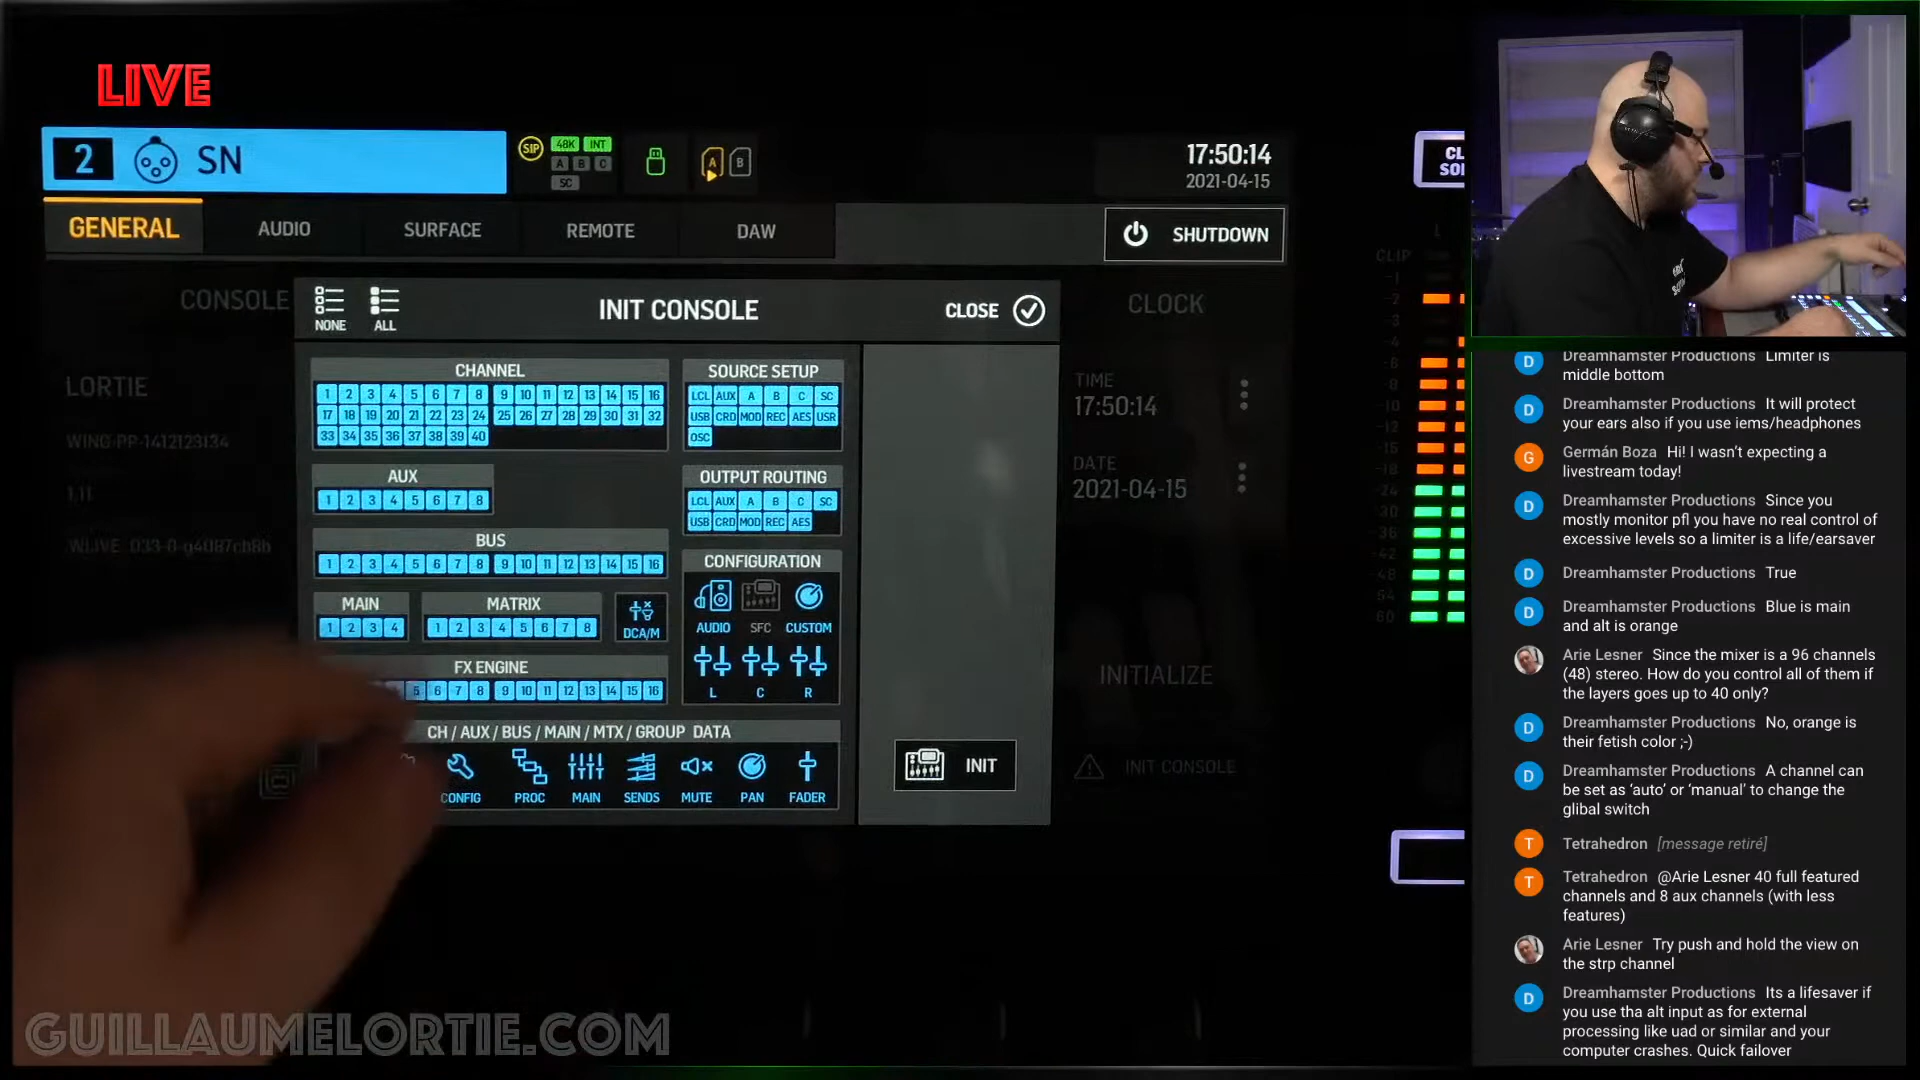 LIVE
2 SN
SIP 48K INT
A B C
SC
A B
17:50:14
2021-04-15
GENERAL AUDIO SURFACE REMOTE DAW
SHUTDOWN
CONSOLE
NONE ALL
INIT CONSOLE
CLOSE
CLOCK
LORTIE
TIME
17:50:14
DATE
2021-04-15
INITIALIZE
INIT CONSOLE
CHANNEL
1 2 3 4 5 6 7 8 9 10 11 12 13 14 15 16
17 18 19 20 21 22 23 24 25 26 27 28 29 30 31 32
33 34 35 36 37 38 39 40
SOURCE SETUP
LCL AUX A B C SC
USB CRD MOD REC AES USR
OSC
AUX
1 2 3 4 5 6 7 8
OUTPUT ROUTING
LCL AUX A B C SC
USB CRD MOD REC AES
BUS
1 2 3 4 5 6 7 8 9 10 11 12 13 14 15 16
CONFIGURATION
AUDIO SFC CUSTOM
L C R
MAIN
1 2 3 4
MATRIX
1 2 3 4 5 6 7 8
DCA/M
FX ENGINE
5 6 7 8 9 10 11 12 13 14 15 16
CH / AUX / BUS / MAIN / MTX / GROUP DATA
CONFIG PROC MAIN SENDS MUTE PAN FADER
INIT
CLIP
GUILLAUMELORTIE.COM
Dreamhamster Productions Limiter is
middle bottom
Dreamhamster Productions It will protect
your ears also if you use iems/headphones
Germán Boza Hi! I wasn't expecting a
livestream today!
Dreamhamster Productions Since you
mostly monitor pfl you have no real control of
excessive levels so a limiter is a life/earsaver
Dreamhamster Productions True
Dreamhamster Productions Blue is main
and alt is orange
Arie Lesner Since the mixer is a 96 channels
(48) stereo. How do you control all of them if
the layers goes up to 40 only?
Dreamhamster Productions No, orange is
their fetish color ;-)
Dreamhamster Productions A channel can
be set as 'auto' or 'manual' to change the
glibal switch
Tetrahedron [message retiré]
Tetrahedron @Arie Lesner 40 full featured
channels and 8 aux channels (with less
features)
Arie Lesner Try push and hold the view on
the strp channel
Dreamhamster Productions Its a lifesaver if
you use tha alt input as for external
processing like uad or similar and your
computer crashes. Quick failover